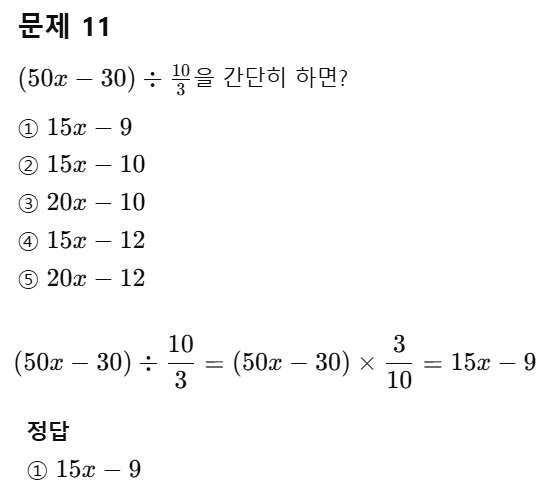 문제 11
(50x − 30) ÷ 10/3을 간단히 하면?
① 15x − 9
② 15x − 10
③ 20x − 10
④ 15x − 12
⑤ 20x − 12
(50x − 30) ÷ 10/3 = (50x − 30) × 3/10 = 15x − 9
정답
① 15x − 9